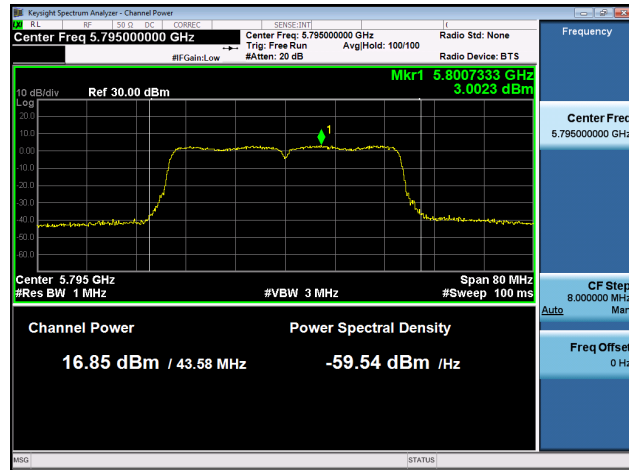 Keysight Spectrum Analyzer - Channel Power
LXI RL RF 50 Ω DC CORREC SENSE:INT
Center Freq 5.795000000 GHz
Center Freq: 5.795000000 GHz
Radio Std: None
Trig: Free Run Avg|Hold: 100/100
#IFGain:Low #Atten: 20 dB Radio Device: BTS
Frequency
Mkr1 5.8007333 GHz
10 dB/div Ref 30.00 dBm 3.0023 dBm
Log
20.0
10.0
0.00
-10.0
-20.0
-30.0
-40.0
-50.0
-60.0
1
Center 5.795 GHz Span 80 MHz
#Res BW 1 MHz #VBW 3 MHz #Sweep 100 ms
Channel Power Power Spectral Density
16.85 dBm / 43.58 MHz -59.54 dBm /Hz
Center Freq
5.795000000 GHz
CF Step
8.000000 MHz
Auto Man
Freq Offset
0 Hz
MSG STATUS